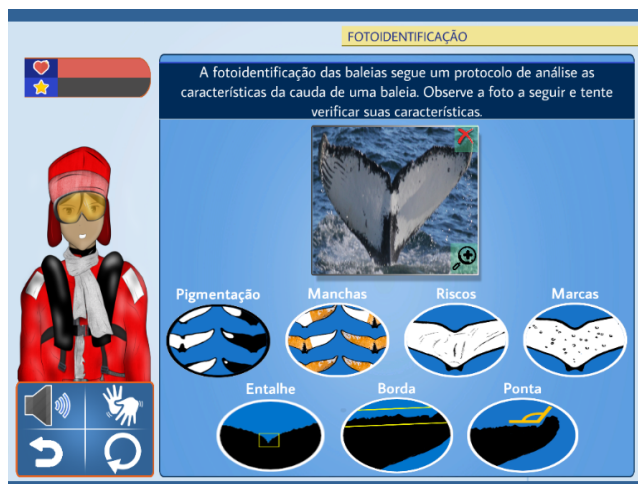 FOTOIDENTIFICAÇÃO
A fotoidentificação das baleias segue um protocolo de análise as
características da cauda de uma baleia. Observe a foto a seguir e tente
verificar suas características.
Pigmentação Manchas Riscos Marcas
Entalhe Borda Ponta